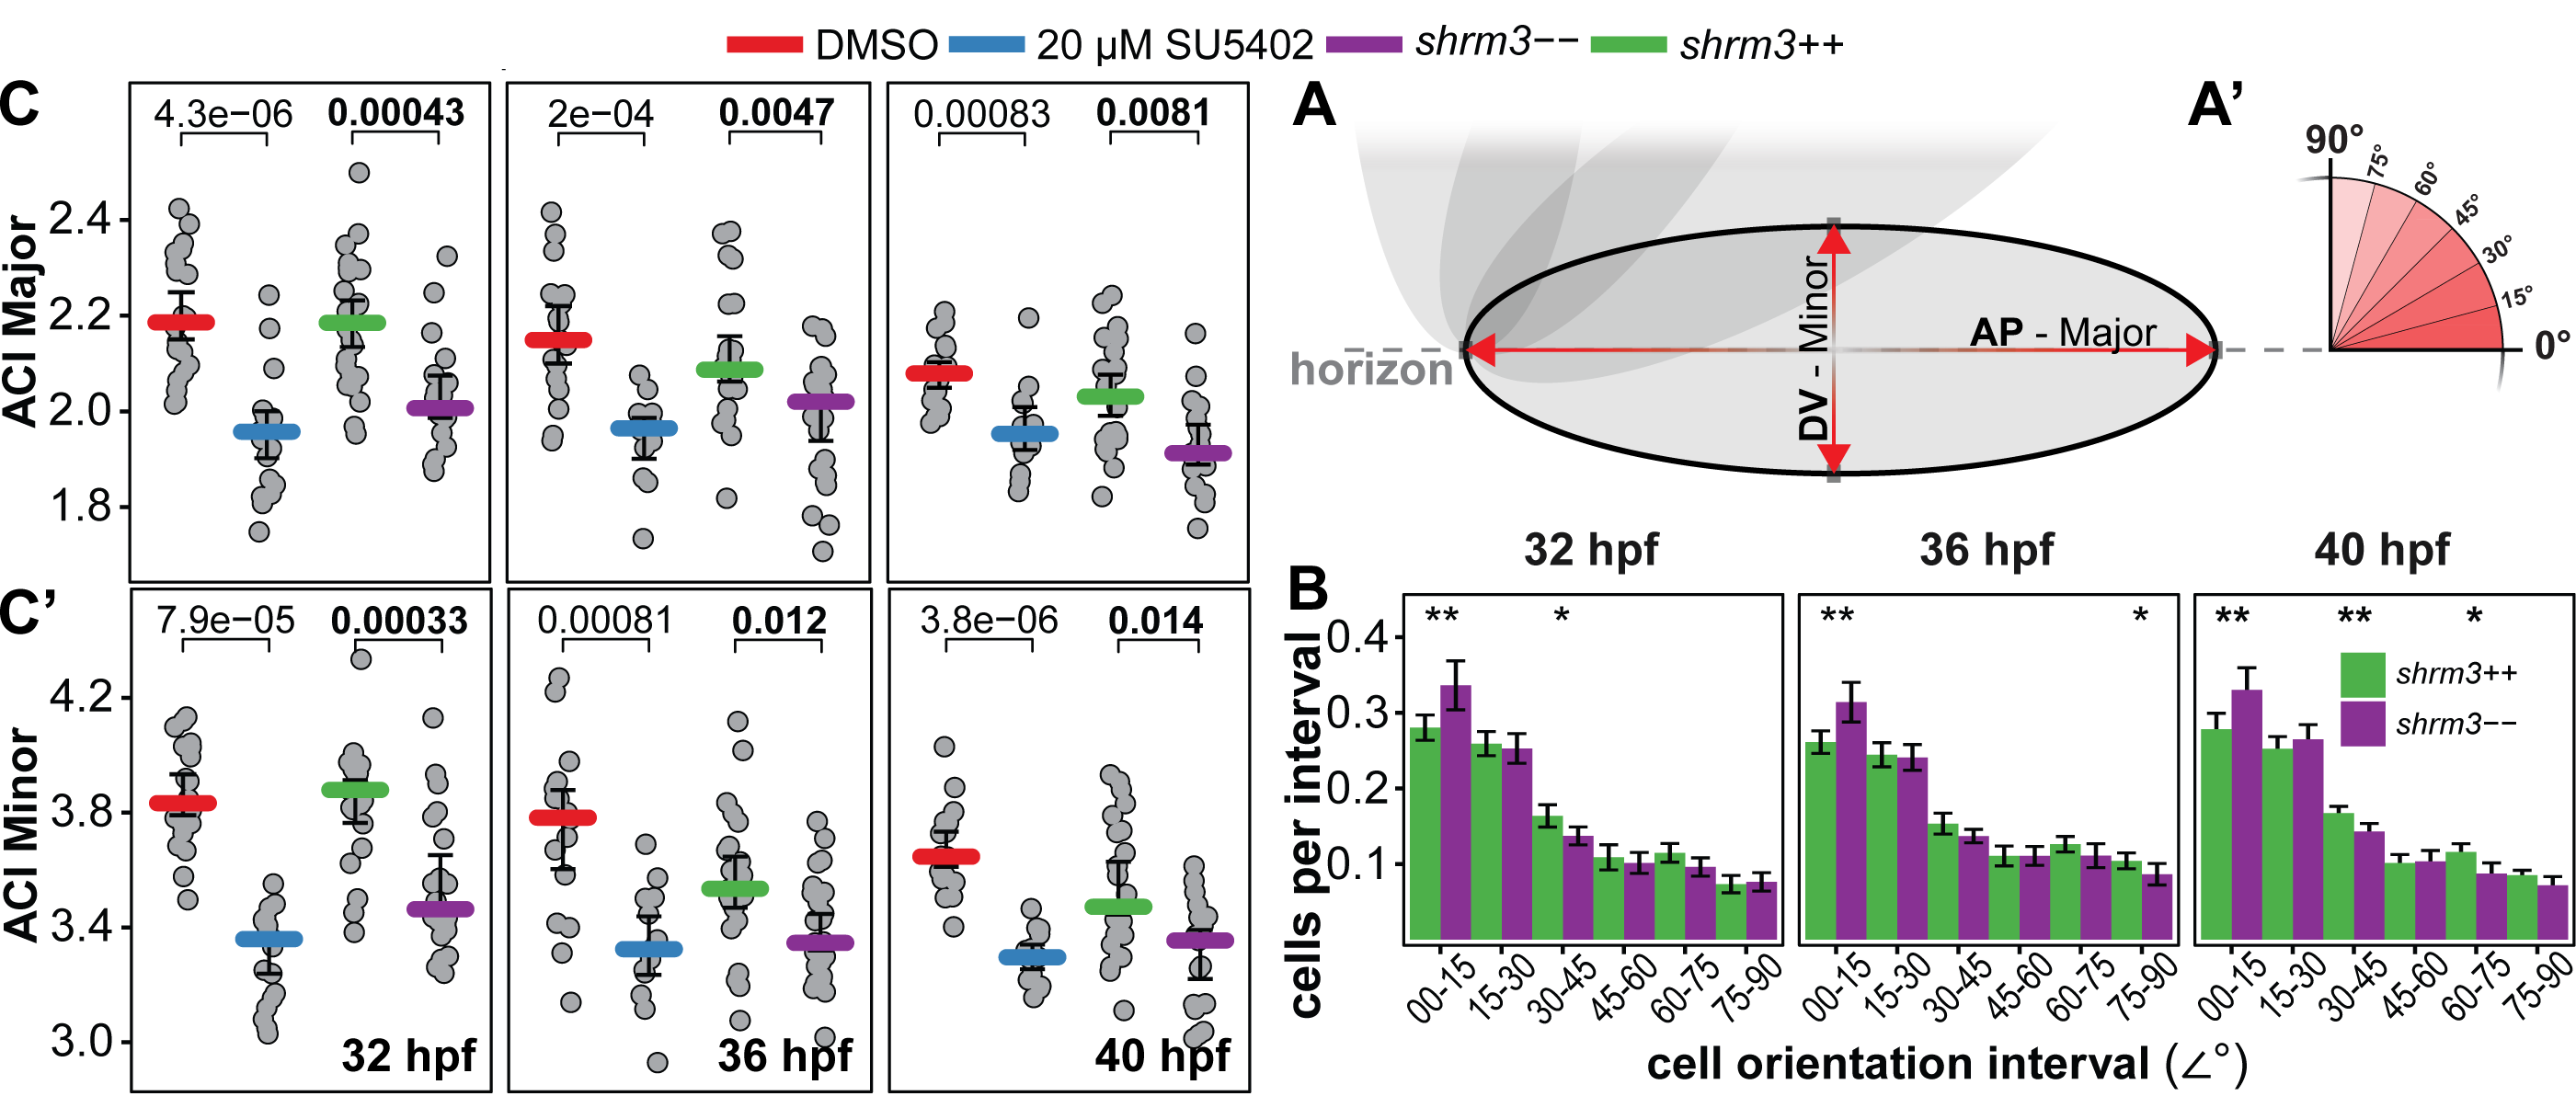 DMSO 20 µM SU5402 shrm3−− shrm3++
C
4.3e−06 0.00043
2e−04 0.0047
0.00083 0.0081
ACI Major
2.4
2.2
2.0
1.8
C’
7.9e−05 0.00033
0.00081 0.012
3.8e−06 0.014
ACI Minor
4.2
3.8
3.4
3.0
32 hpf
36 hpf
40 hpf
A
horizon
AP - Major
DV - Minor
A’
90°
75°
60°
45°
30°
15°
0°
B
32 hpf 36 hpf 40 hpf
cells per interval
0.4
0.3
0.2
0.1
** *
** *
** ** *
shrm3++
shrm3−−
00-15 15-30 30-45 45-60 60-75 75-90
00-15 15-30 30-45 45-60 60-75 75-90
00-15 15-30 30-45 45-60 60-75 75-90
cell orientation interval (∠°)